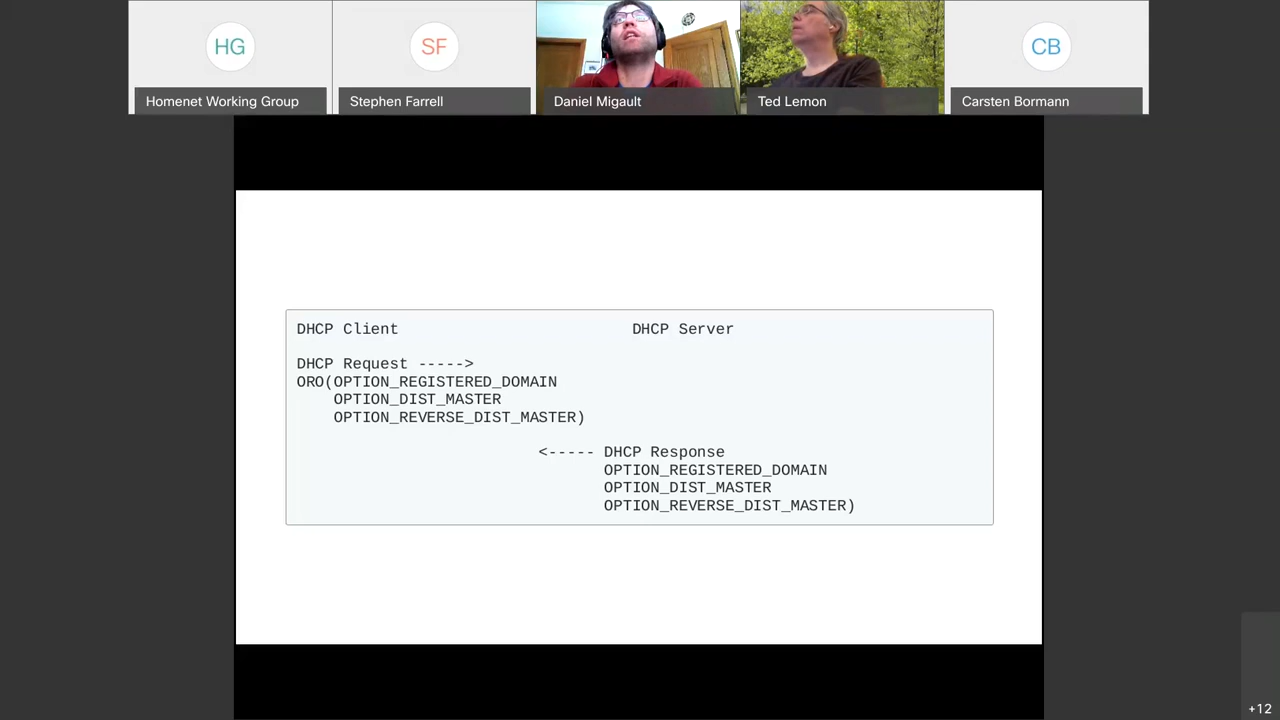 HG
SF
CB
Homenet Working Group
Stephen Farrell
Daniel Migault
Ted Lemon
Carsten Bormann
DHCP Client                         DHCP Server
DHCP Request ----->
ORO(OPTION_REGISTERED_DOMAIN
    OPTION_DIST_MASTER
    OPTION_REVERSE_DIST_MASTER)
<----- DHCP Response
OPTION_REGISTERED_DOMAIN
OPTION_DIST_MASTER
OPTION_REVERSE_DIST_MASTER)
+12